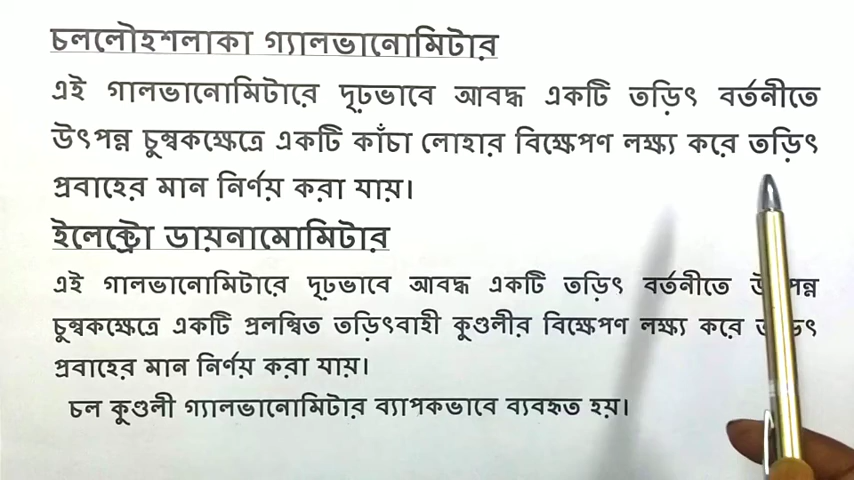 চললৌহশলাকা গ্যালভানোমিটার
এই গালভানোমিটারে দৃঢ়ভাবে আবদ্ধ একটি তড়িৎ বর্তনীতে
উৎপন্ন চুম্বকক্ষেত্রে একটি কাঁচা লোহার বিক্ষেপণ লক্ষ্য করে তড়িৎ
প্রবাহের মান নির্ণয় করা যায়।
ইলেক্ট্রো ডায়নামোমিটার
এই গালভানোমিটারে দৃঢ়ভাবে আবদ্ধ একটি তড়িৎ বর্তনীতে
চুম্বকক্ষেত্রে একটি প্রলম্বিত তড়িৎবাহী কুণ্ডলীর বিক্ষেপণ লক্ষ্য করে
প্রবাহের মান নির্ণয় করা যায়।
চল কুণ্ডলী গ্যালভানোমিটার ব্যাপকভাবে ব্যবহৃত হয়।